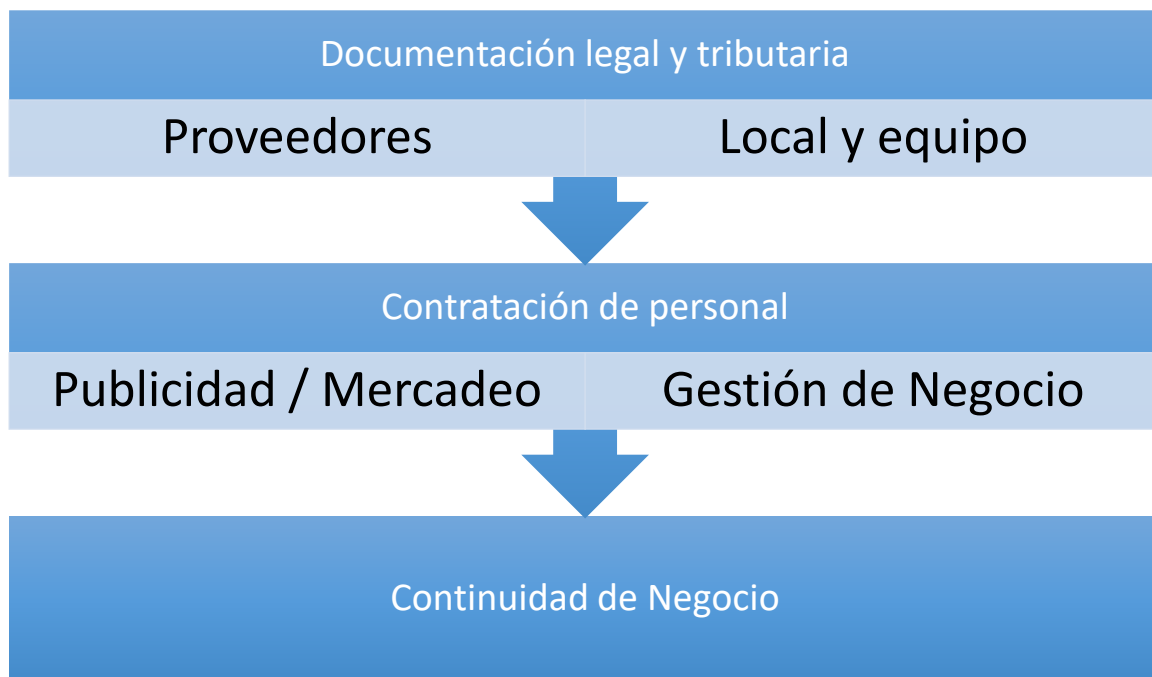 Documentación legal y tributaria
Proveedores
Local y equipo
Contratación de personal
Publicidad / Mercadeo
Gestión de Negocio
Continuidad de Negocio